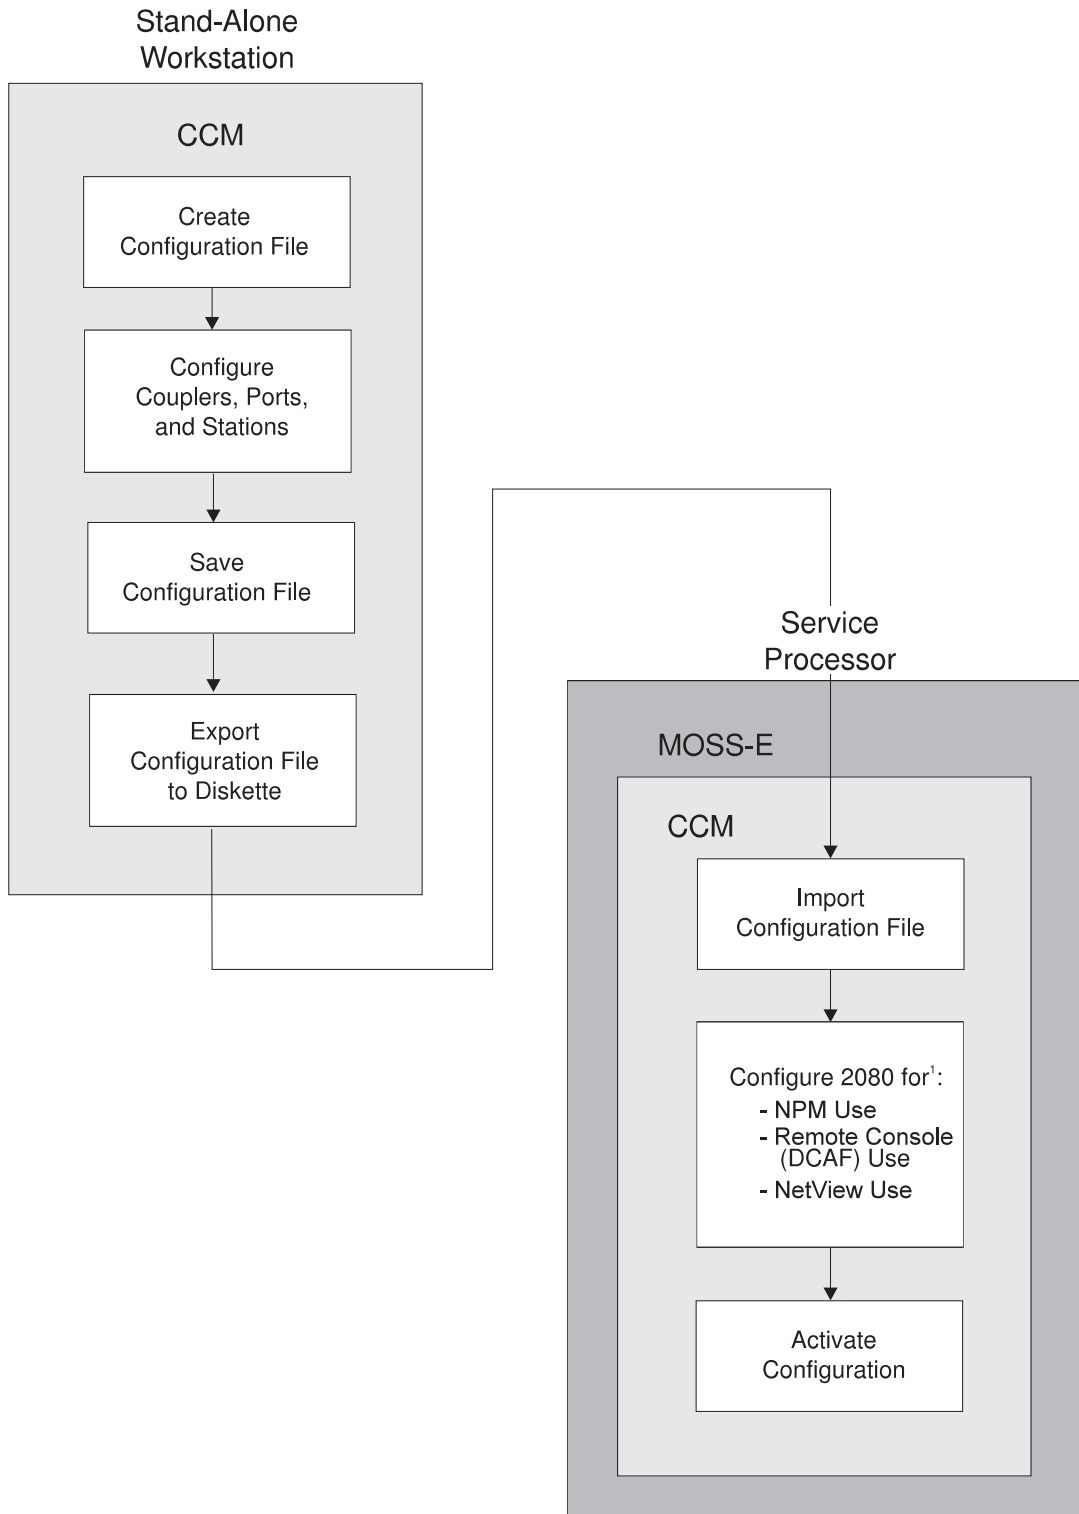 Stand-Alone
Workstation
CCM
Create
Configuration File
Configure
Couplers, Ports,
and Stations
Save
Configuration File
Export
Configuration File
to Diskette
Service
Processor
MOSS-E
CCM
Import
Configuration File
Configure 2080 for¹:
- NPM Use
- Remote Console
(DCAF) Use
- NetView Use
Activate
Configuration